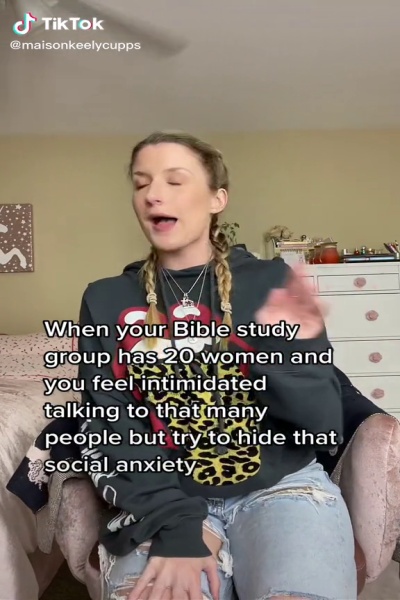 TikTok
@maisonkeelycupps
When your Bible study
group has 20 women and
you feel intimidated
talking to that many
people but try to hide that
social anxiety